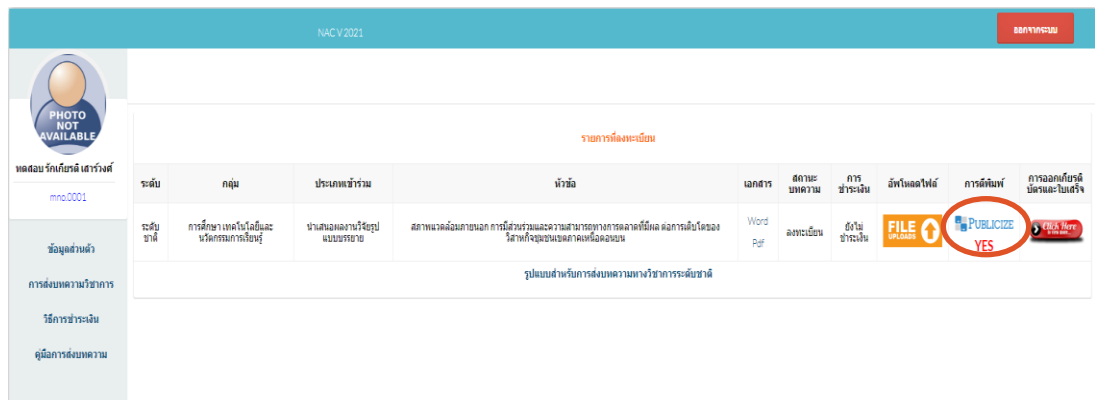 NAC V 2021
ออกจากระบบ
PHOTO
NOT
AVAILABLE
ทดสอบ รักเกียรติ เสาร์วงศ์
mna.0001
ข้อมูลส่วนตัว
การส่งบทความวิชาการ
วิธีการชำระเงิน
คู่มือการส่งบทความ
รายการที่ลงทะเบียน
ระดับ
กลุ่ม
ประเภทเข้าร่วม
หัวข้อ
เอกสาร
สถานะ
บทความ
การ
ชำระเงิน
อัพโหลดไฟล์
การตีพิมพ์
การออกเกียรติ
บัตรและใบเสร็จ
ระดับ
ชาติ
การศึกษา เทคโนโลยีและ
นวัตกรรมการเรียนรู้
นำเสนอผลงานวิจัยรูป
แบบบรรยาย
สภาพแวดล้อมภายนอก การมีส่วนร่วมและความสามารถทางการตลาดที่มีผล ต่อการเติบโตของ
วิสาหกิจชุมชนเขตภาคเหนือตอนบน
Word
Pdf
ลงทะเบียน
ยังไม่
ชำระเงิน
FILE
UPLOADS
PUBLICIZE
YES
Click Here
รูปแบบสำหรับการส่งบทความทางวิชาการระดับชาติ